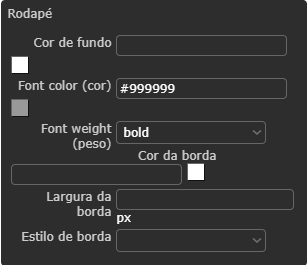 Rodapé
Cor de fundo
Font color (cor) #999999
Font weight
(peso) bold
Cor da borda
Largura da
borda
px
Estilo de borda